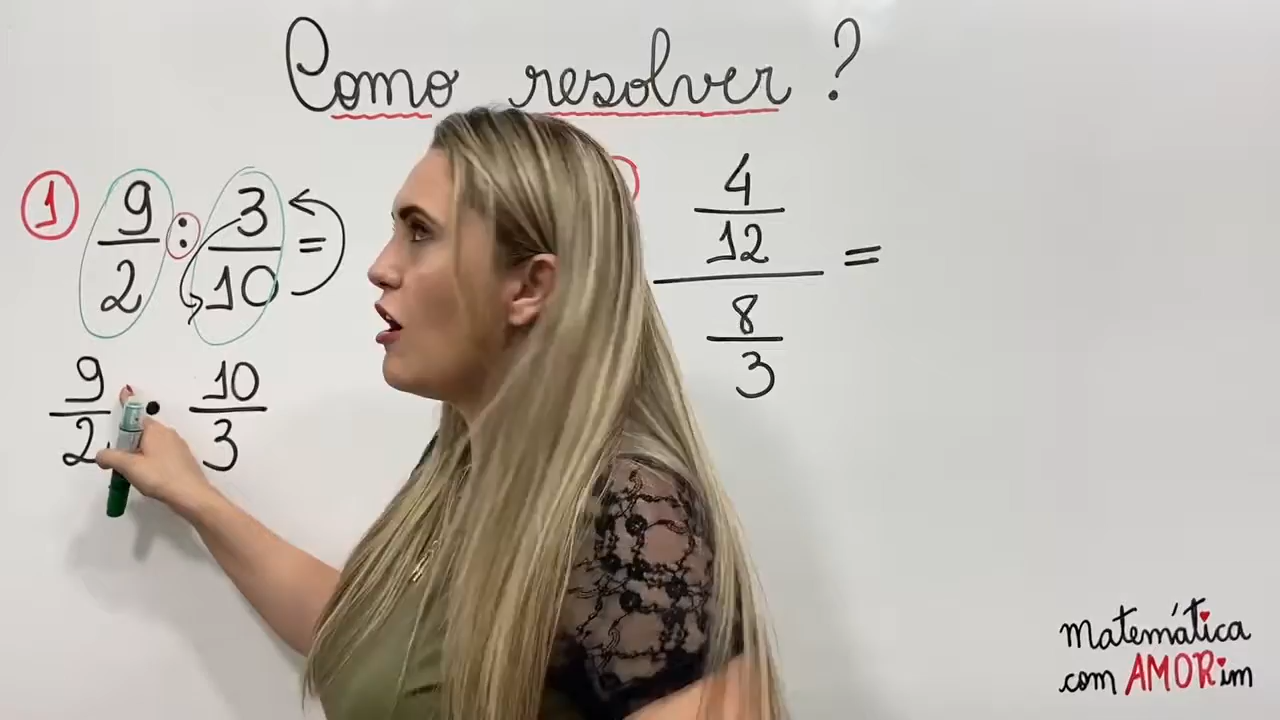 Como resolver ?
1
9/2 : 3/10 =
9/2 · 10/3
4/12
8/3
=
Matemática
com AMORim